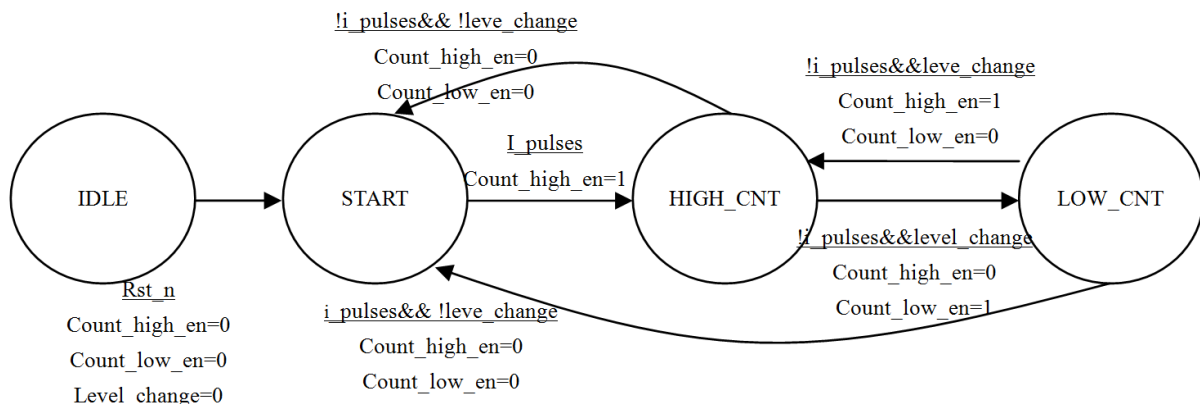 !i_pulses&& !leve_change
Count_high_en=0
Count_low_en=0
!i_pulses&&leve_change
Count_high_en=1
Count_low_en=0
I_pulses
Count_high_en=1
IDLE
START
HIGH_CNT
LOW_CNT
!i_pulses&&level_change
Count_high_en=0
Count_low_en=1
Rst_n
Count_high_en=0
Count_low_en=0
Level_change=0
i_pulses&& !leve_change
Count_high_en=0
Count_low_en=0